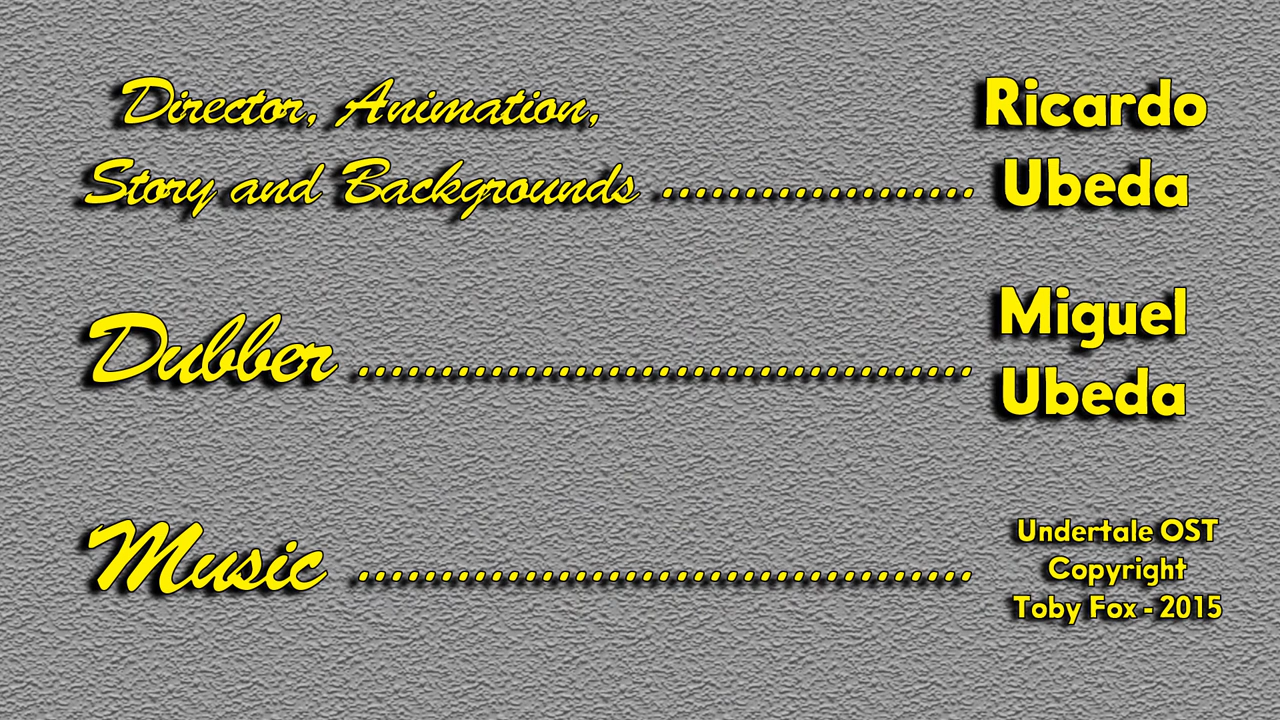 Director, Animation,
Story and Backgrounds .................. Ricardo
Ubeda
Dubber .................................... Miguel
Ubeda
Music .................................... Undertale OST
Copyright
Toby Fox - 2015